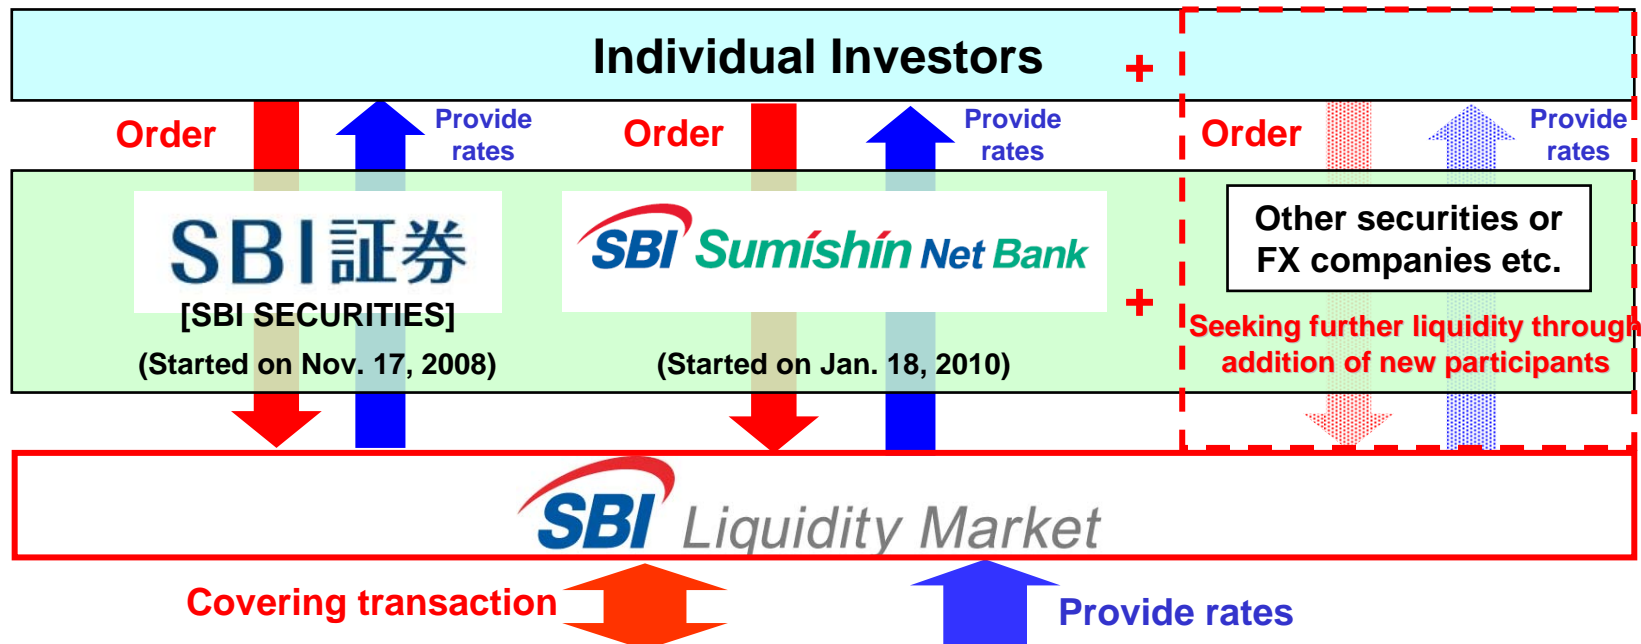 Individual Investors
+
Order
Provide
rates
Order
Provide
rates
Order
Provide
rates
SBI証券
[SBI SECURITIES]
(Started on Nov. 17, 2008)
SBI Sumishin Net Bank
(Started on Jan. 18, 2010)
+
Other securities or
FX companies etc.
Seeking further liquidity through
addition of new participants
SBI Liquidity Market
Covering transaction
Provide rates